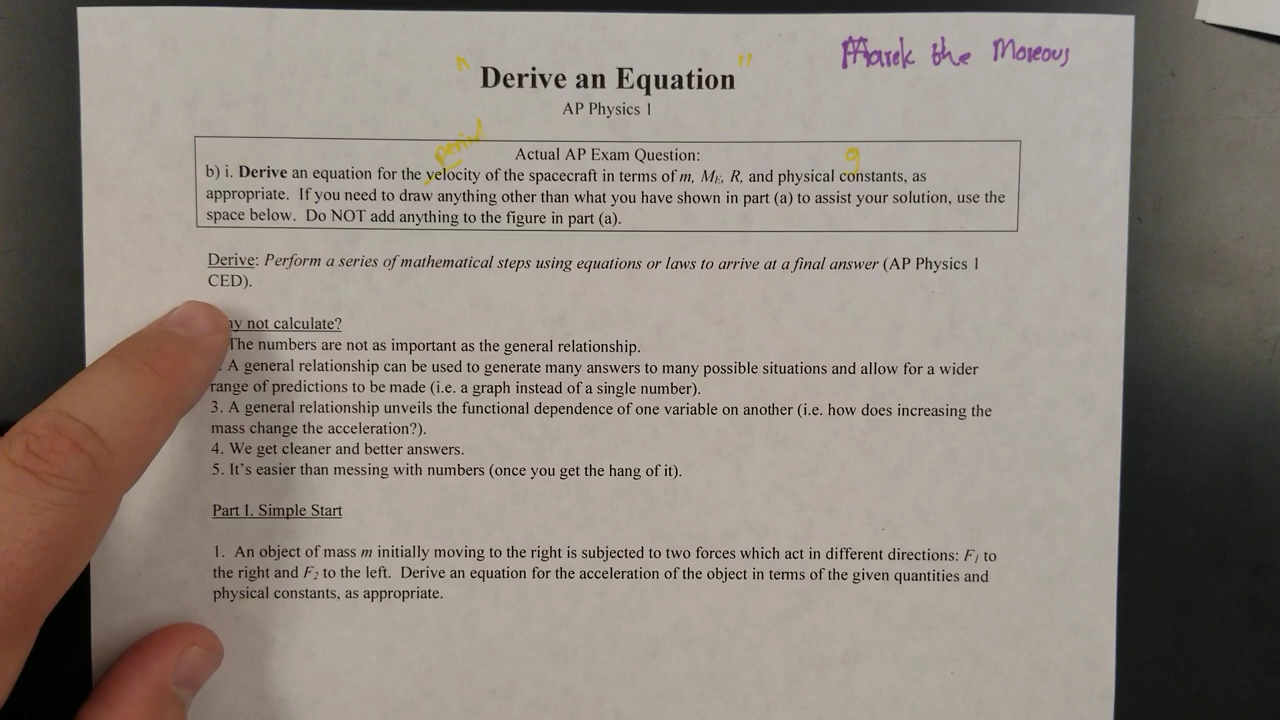 Marek the Moreous
" Derive an Equation "
AP Physics 1
period
g
Actual AP Exam Question:
b) i. Derive an equation for the velocity of the spacecraft in terms of m, ME, R, and physical constants, as
appropriate. If you need to draw anything other than what you have shown in part (a) to assist your solution, use the
space below. Do NOT add anything to the figure in part (a).
Derive: Perform a series of mathematical steps using equations or laws to arrive at a final answer (AP Physics 1
CED).
hy not calculate?
The numbers are not as important as the general relationship.
. A general relationship can be used to generate many answers to many possible situations and allow for a wider
range of predictions to be made (i.e. a graph instead of a single number).
3. A general relationship unveils the functional dependence of one variable on another (i.e. how does increasing the
mass change the acceleration?).
4. We get cleaner and better answers.
5. It's easier than messing with numbers (once you get the hang of it).
Part I. Simple Start
1. An object of mass m initially moving to the right is subjected to two forces which act in different directions: F1 to
the right and F2 to the left. Derive an equation for the acceleration of the object in terms of the given quantities and
physical constants, as appropriate.